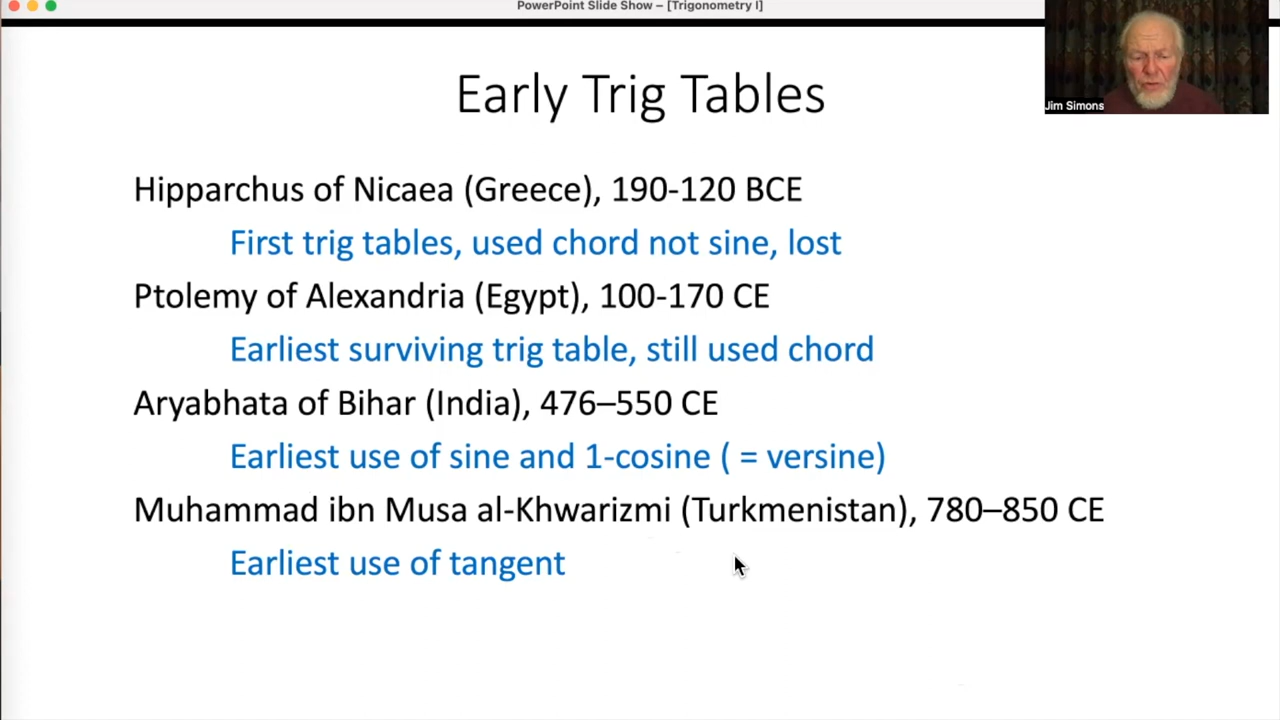 PowerPoint Slide Show – [Trigonometry I]
Jim Simons
Early Trig Tables
Hipparchus of Nicaea (Greece), 190-120 BCE
First trig tables, used chord not sine, lost
Ptolemy of Alexandria (Egypt), 100-170 CE
Earliest surviving trig table, still used chord
Aryabhata of Bihar (India), 476–550 CE
Earliest use of sine and 1-cosine ( = versine)
Muhammad ibn Musa al-Khwarizmi (Turkmenistan), 780–850 CE
Earliest use of tangent